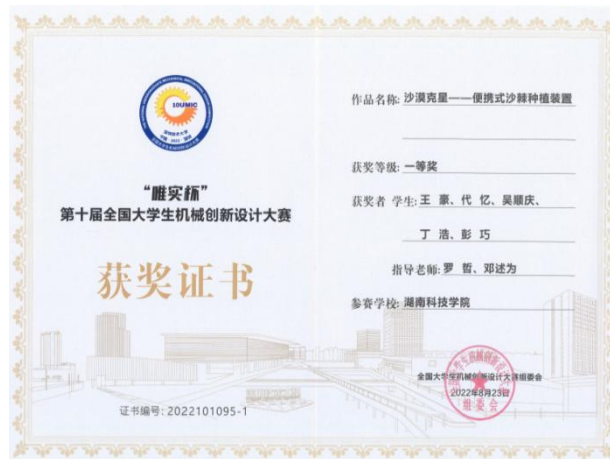 10UMIC
“唯实杯”
第十届全国大学生机械创新设计大赛
获奖证书
证书编号: 2022101095-1
作品名称: 沙漠克星——便携式沙棘种植装置
获奖等级: 一等奖
获奖者 学生: 王 豪、代 忆、吴顺庆、
丁 浩、彭 巧
指导老师: 罗 哲、邓述为
参赛学校: 湖南科技学院
全国大学生机械创新设计大赛组委会
2022年8月23日
组委会